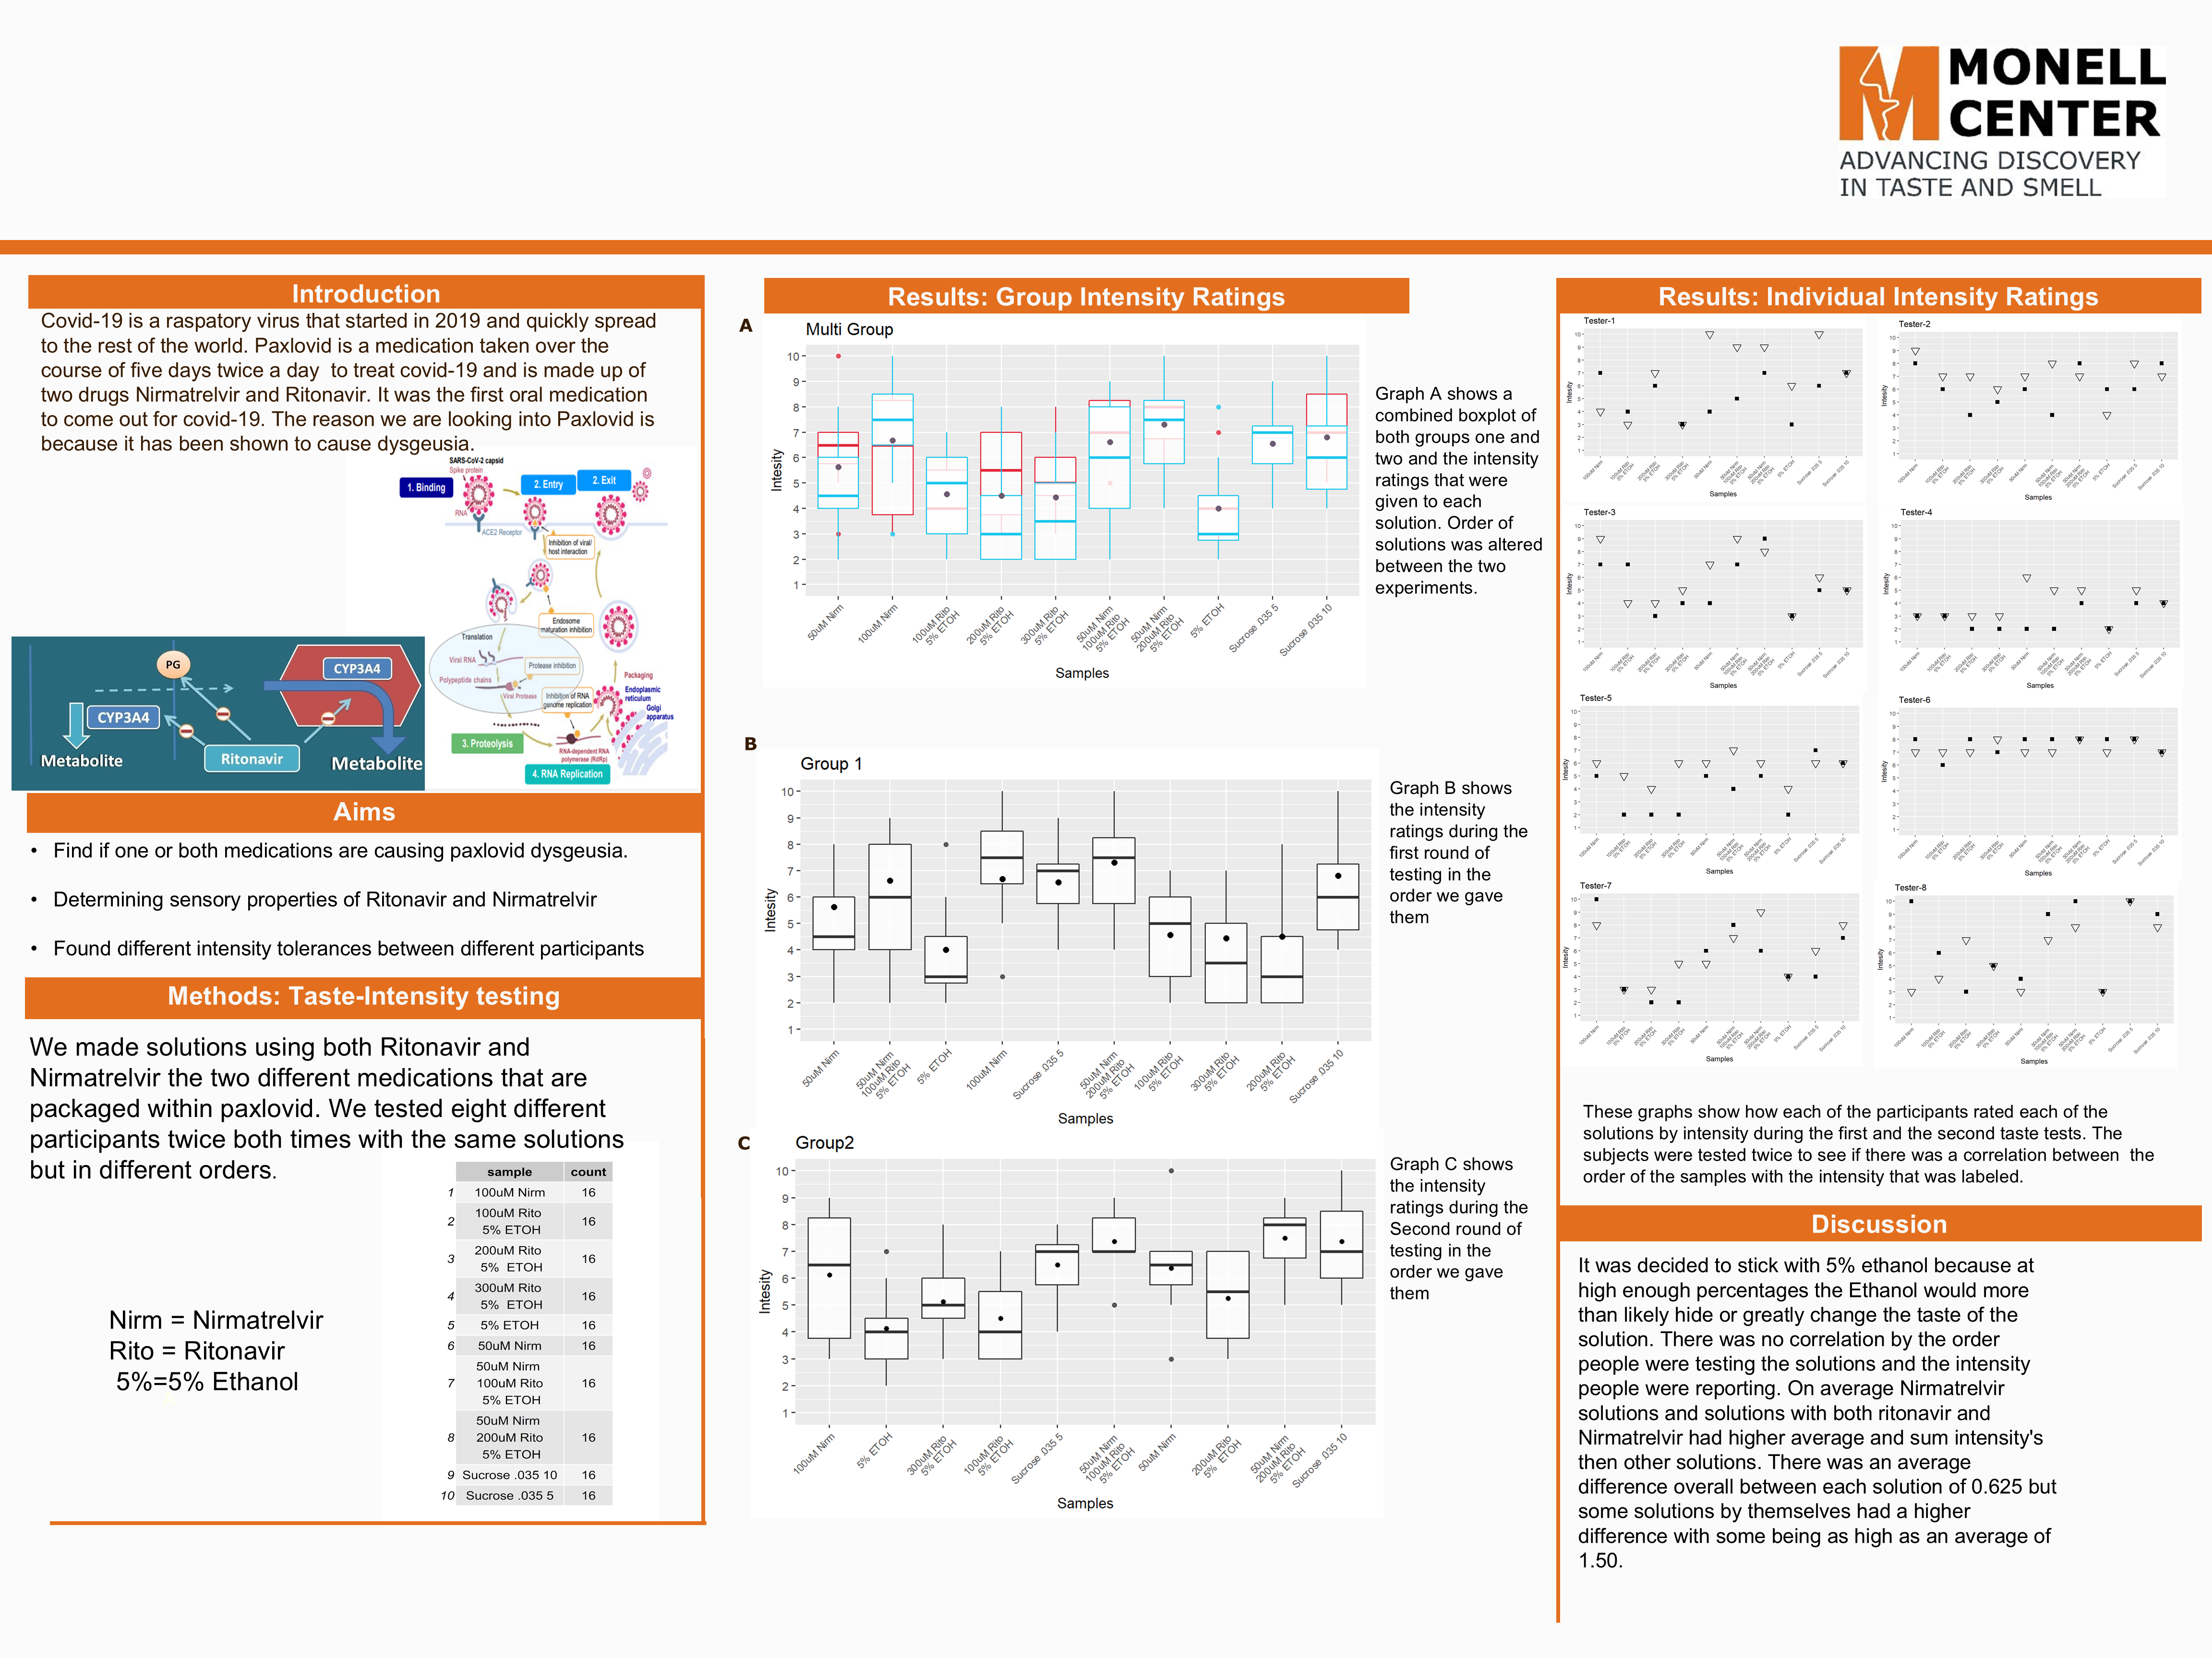 MONELL
CENTER
ADVANCING DISCOVERY
IN TASTE AND SMELL
Introduction
Covid-19 is a raspatory virus that started in 2019 and quickly spread
to the rest of the world. Paxlovid is a medication taken over the
course of five days twice a day  to treat covid-19 and is made up of
two drugs Nirmatrelvir and Ritonavir. It was the first oral medication
to come out for covid-19. The reason we are looking into Paxlovid is
because it has been shown to cause dysgeusia.
SARS-CoV-2 capsid
Spike protein
1. Binding
2. Entry
2. Exit
RNA
ACE2 Receptor
Inhibition of viral/
host interaction
Endosome
maturation inhibition
Translation
Viral RNA
Protease inhibition
Polypeptide chains
Viral Protease
Inhibition of RNA
genome replication
Packaging
Endoplasmic
reticulum
Golgi
apparatus
3. Proteolysis
RNA-dependent RNA
polymerase (RdRp)
4. RNA Replication
PG
CYP3A4
CYP3A4
Metabolite
Ritonavir
Metabolite
Aims
• Find if one or both medications are causing paxlovid dysgeusia.
• Determining sensory properties of Ritonavir and Nirmatrelvir
• Found different intensity tolerances between different participants
Methods: Taste-Intensity testing
We made solutions using both Ritonavir and
Nirmatrelvir the two different medications that are
packaged within paxlovid. We tested eight different
participants twice both times with the same solutions
but in different orders.
Nirm = Nirmatrelvir
Rito = Ritonavir
5%=5% Ethanol
sample count
1 100uM Nirm 16
2 100uM Rito 5% ETOH 16
3 200uM Rito 5% ETOH 16
4 300uM Rito 5% ETOH 16
5 5% ETOH 16
6 50uM Nirm 16
7 50uM Nirm 100uM Rito 5% ETOH 16
8 50uM Nirm 200uM Rito 5% ETOH 16
9 Sucrose .035 10 16
10 Sucrose .035 5 16
Results: Group Intensity Ratings
A
Multi Group
Intesity
10
9
8
7
6
5
4
3
2
1
50uM Nirm
100uM Nirm
100uM Rito 5% ETOH
200uM Rito 5% ETOH
300uM Rito 5% ETOH
50uM Nirm 100uM Rito 5% ETOH
50uM Nirm 200uM Rito 5% ETOH
5% ETOH
Sucrose .035 5
Sucrose .035 10
Samples
Graph A shows a
combined boxplot of
both groups one and
two and the intensity
ratings that were
given to each
solution. Order of
solutions was altered
between the two
experiments.
B
Group 1
Intesity
10
9
8
7
6
5
4
3
2
1
50uM Nirm
50uM Nirm 100uM Rito 5% ETOH
5% ETOH
100uM Nirm
Sucrose .035 5
50uM Nirm 200uM Rito 5% ETOH
100uM Rito 5% ETOH
300uM Rito 5% ETOH
200uM Rito 5% ETOH
Sucrose .035 10
Samples
Graph B shows
the intensity
ratings during the
first round of
testing in the
order we gave
them
C
Group2
Intesity
10
9
8
7
6
5
4
3
2
1
100uM Nirm
5% ETOH
300uM Rito 5% ETOH
100uM Rito 5% ETOH
Sucrose .035 5
50uM Nirm 100uM Rito 5% ETOH
50uM Nirm
200uM Rito 5% ETOH
50uM Nirm 200uM Rito 5% ETOH
Sucrose .035 10
Samples
Graph C shows
the intensity
ratings during the
Second round of
testing in the
order we gave
them
Results: Individual Intensity Ratings
Tester-1
Intesity
Samples
Tester-2
Intesity
Samples
Tester-3
Intesity
Samples
Tester-4
Intesity
Samples
Tester-5
Intesity
Samples
Tester-6
Intesity
Samples
Tester-7
Intesity
Samples
Tester-8
Intesity
Samples
These graphs show how each of the participants rated each of the
solutions by intensity during the first and the second taste tests. The
subjects were tested twice to see if there was a correlation between  the
order of the samples with the intensity that was labeled.
Discussion
It was decided to stick with 5% ethanol because at
high enough percentages the Ethanol would more
than likely hide or greatly change the taste of the
solution. There was no correlation by the order
people were testing the solutions and the intensity
people were reporting. On average Nirmatrelvir
solutions and solutions with both ritonavir and
Nirmatrelvir had higher average and sum intensity's
then other solutions. There was an average
difference overall between each solution of 0.625 but
some solutions by themselves had a higher
difference with some being as high as an average of
1.50.